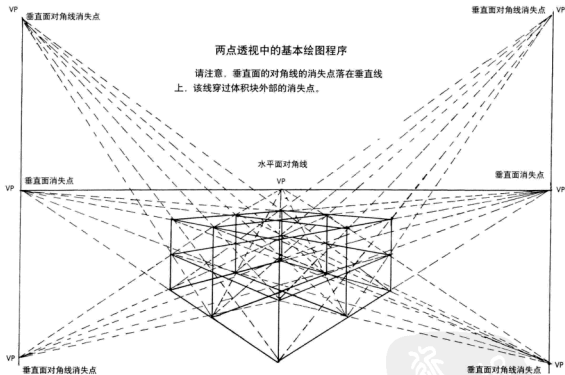 VP
垂直面对角线消失点
垂直面对角线消失点
VP
两点透视中的基本绘图程序
请注意，垂直面的对角线的消失点落在垂直线
上，该线穿过体积块外部的消失点。
水平面对角线
VP
VP
垂直面消失点
垂直面消失点
VP
VP
垂直面对角线消失点
垂直面对角线消失点
VP